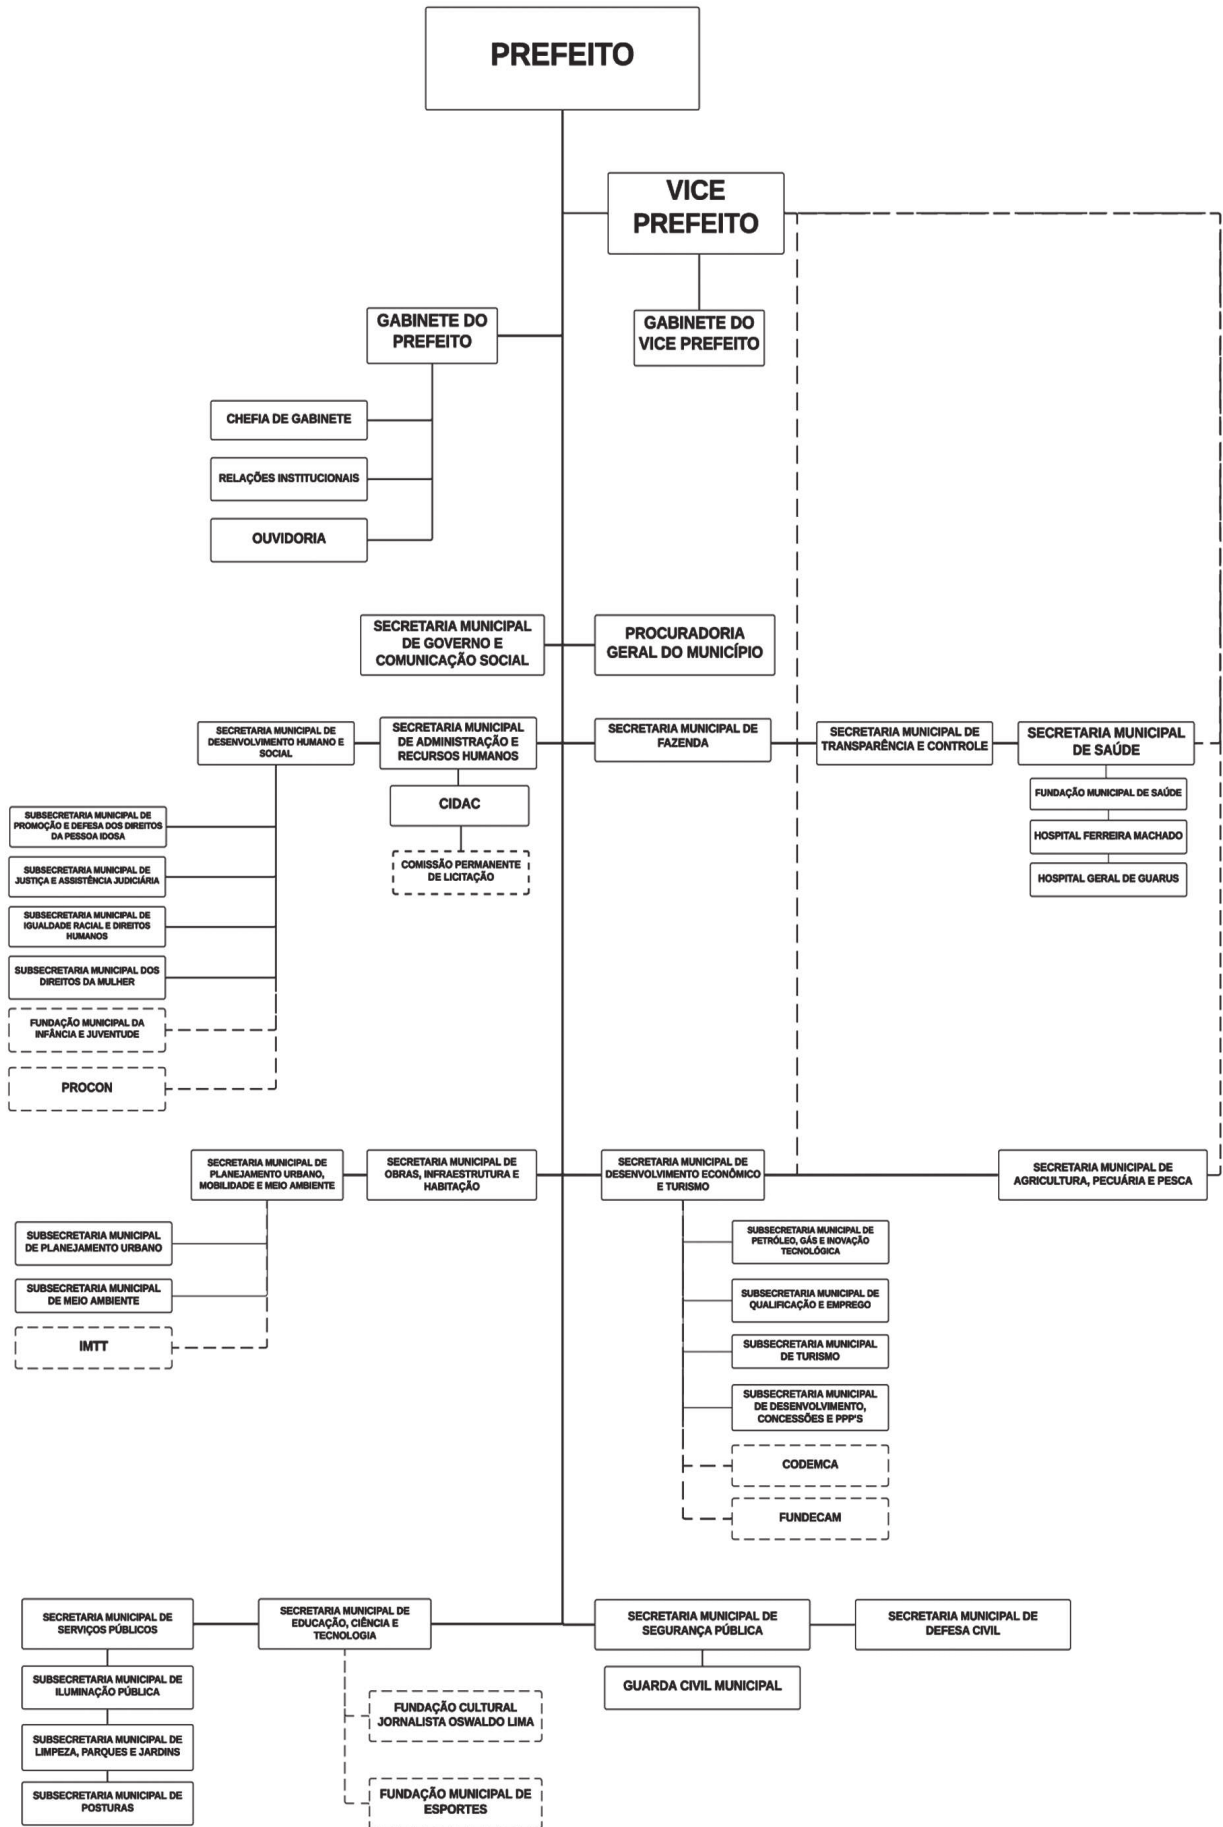 PREFEITO
VICE
PREFEITO
GABINETE DO
PREFEITO
GABINETE DO
VICE PREFEITO
CHEFIA DE GABINETE
RELAÇÕES INSTITUCIONAIS
OUVIDORIA
SECRETARIA MUNICIPAL
DE GOVERNO E
COMUNICAÇÃO SOCIAL
PROCURADORIA
GERAL DO MUNICÍPIO
SECRETARIA MUNICIPAL DE
DESENVOLVIMENTO HUMANO E
SOCIAL
SECRETARIA MUNICIPAL
DE ADMINISTRAÇÃO E
RECURSOS HUMANOS
SECRETARIA MUNICIPAL DE
FAZENDA
SECRETARIA MUNICIPAL DE
TRANSPARÊNCIA E CONTROLE
SECRETARIA MUNICIPAL
DE SAÚDE
CIDAC
COMISSÃO PERMANENTE
DE LICITAÇÃO
FUNDAÇÃO MUNICIPAL DE SAÚDE
HOSPITAL FERREIRA MACHADO
HOSPITAL GERAL DE GUARUS
SUBSECRETARIA MUNICIPAL DE
PROMOÇÃO E DEFESA DOS DIREITOS
DA PESSOA IDOSA
SUBSECRETARIA MUNICIPAL DE
JUSTIÇA E ASSISTÊNCIA JUDICIÁRIA
SUBSECRETARIA MUNICIPAL DE
IGUALDADE RACIAL E DIREITOS
HUMANOS
SUBSECRETARIA MUNICIPAL DOS
DIREITOS DA MULHER
FUNDAÇÃO MUNICIPAL DA
INFÂNCIA E JUVENTUDE
PROCON
SECRETARIA MUNICIPAL DE
PLANEJAMENTO URBANO,
MOBILIDADE E MEIO AMBIENTE
SECRETARIA MUNICIPAL DE
OBRAS, INFRAESTRUTURA E
HABITAÇÃO
SECRETARIA MUNICIPAL DE
DESENVOLVIMENTO ECONÔMICO
E TURISMO
SECRETARIA MUNICIPAL DE
AGRICULTURA, PECUÁRIA E PESCA
SUBSECRETARIA MUNICIPAL
DE PLANEJAMENTO URBANO
SUBSECRETARIA MUNICIPAL
DE MEIO AMBIENTE
IMTT
SUBSECRETARIA MUNICIPAL DE
PETRÓLEO, GÁS E INOVAÇÃO
TECNOLÓGICA
SUBSECRETARIA MUNICIPAL DE
QUALIFICAÇÃO E EMPREGO
SUBSECRETARIA MUNICIPAL
DE TURISMO
SUBSECRETARIA MUNICIPAL
DE DESENVOLVIMENTO,
CONCESSÕES E PPP'S
CODEMCA
FUNDECAM
SECRETARIA MUNICIPAL DE
SERVIÇOS PÚBLICOS
SECRETARIA MUNICIPAL DE
EDUCAÇÃO, CIÊNCIA E
TECNOLOGIA
SECRETARIA MUNICIPAL DE
SEGURANÇA PÚBLICA
SECRETARIA MUNICIPAL DE
DEFESA CIVIL
SUBSECRETARIA MUNICIPAL DE
ILUMINAÇÃO PÚBLICA
SUBSECRETARIA MUNICIPAL DE
LIMPEZA, PARQUES E JARDINS
SUBSECRETARIA MUNICIPAL DE
POSTURAS
FUNDAÇÃO CULTURAL
JORNALISTA OSWALDO LIMA
FUNDAÇÃO MUNICIPAL DE
ESPORTES
GUARDA CIVIL MUNICIPAL